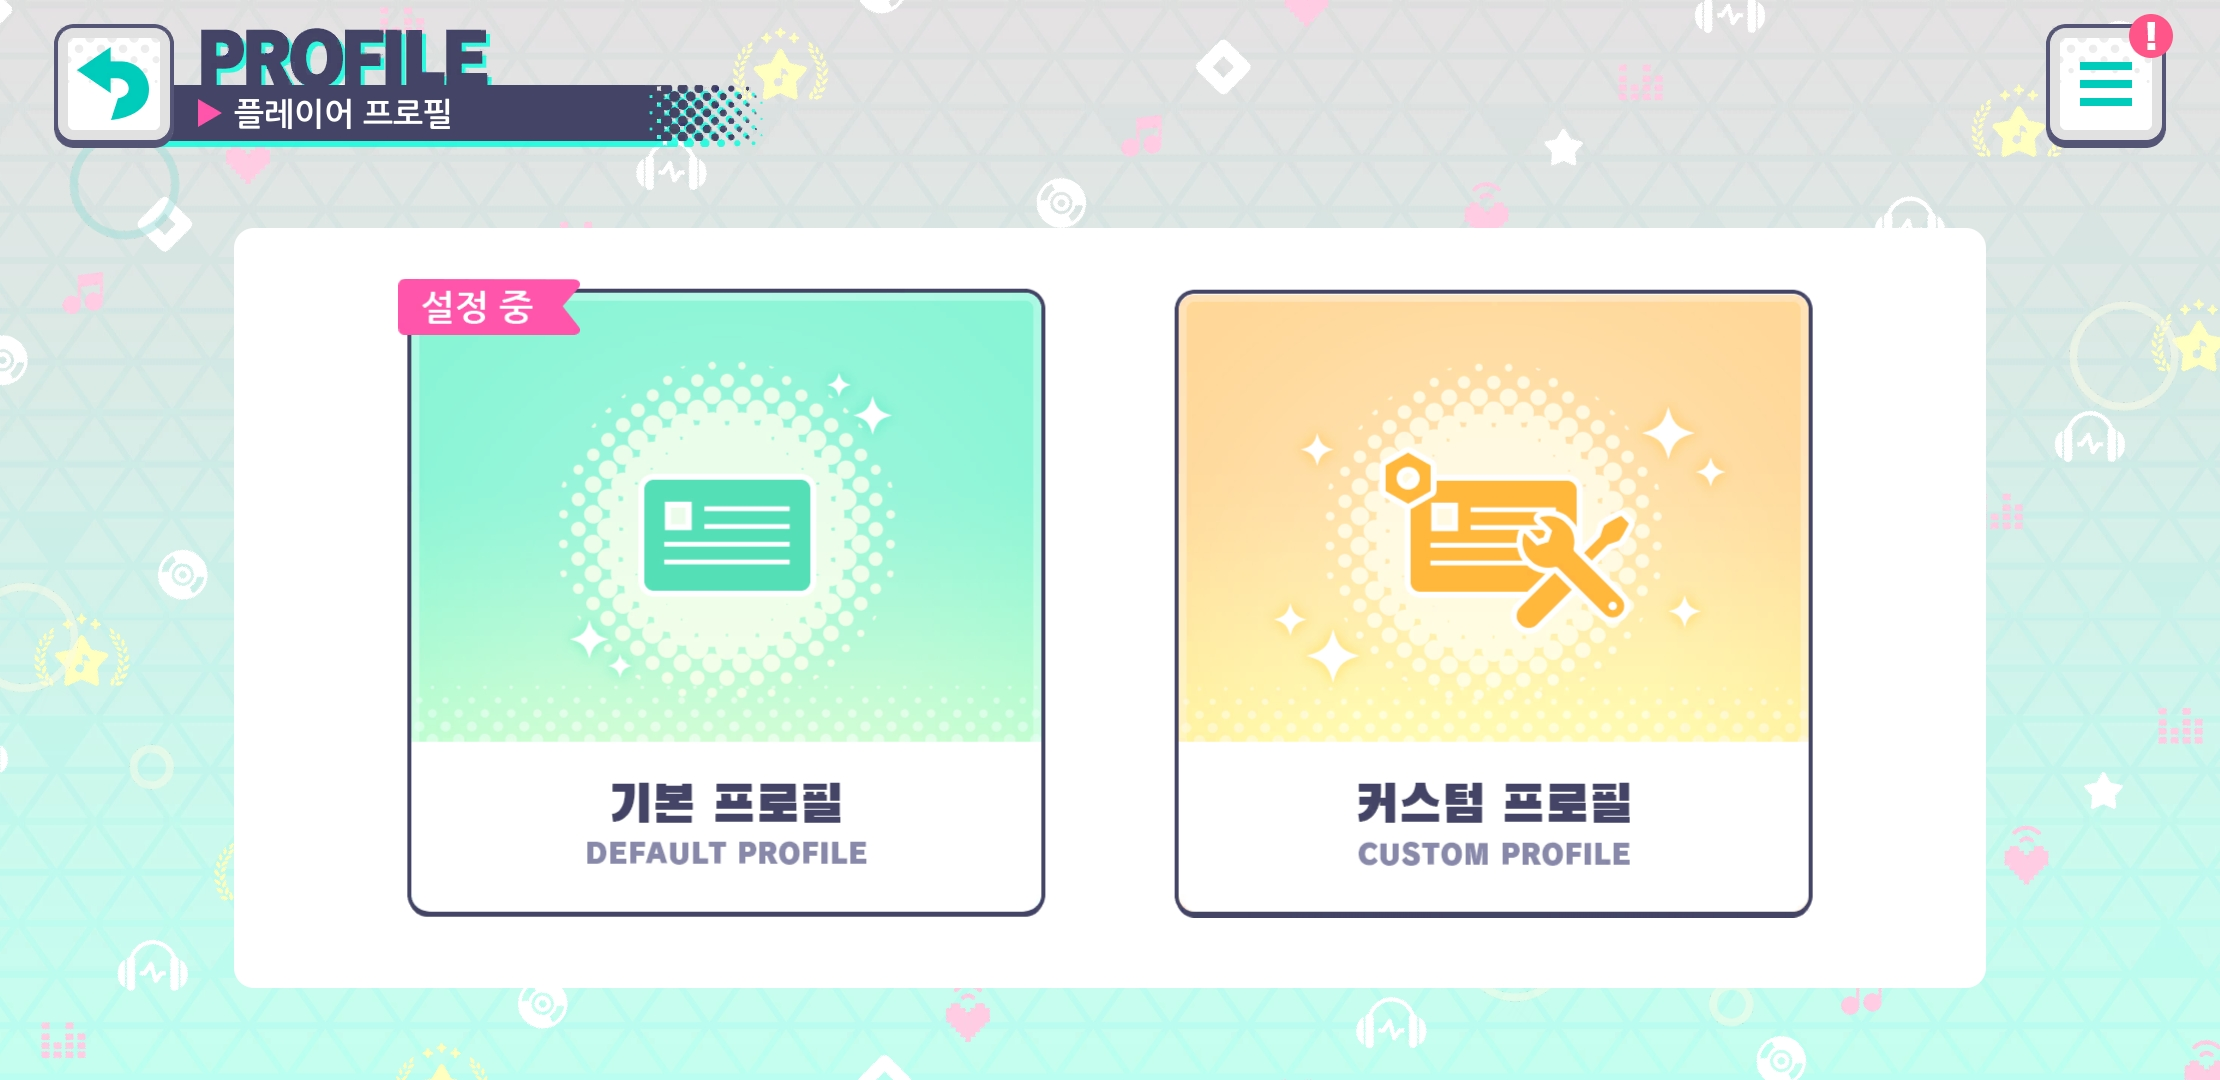 PROFILE
플레이어 프로필
!
설정 중
기본 프로필
DEFAULT PROFILE
커스텀 프로필
CUSTOM PROFILE